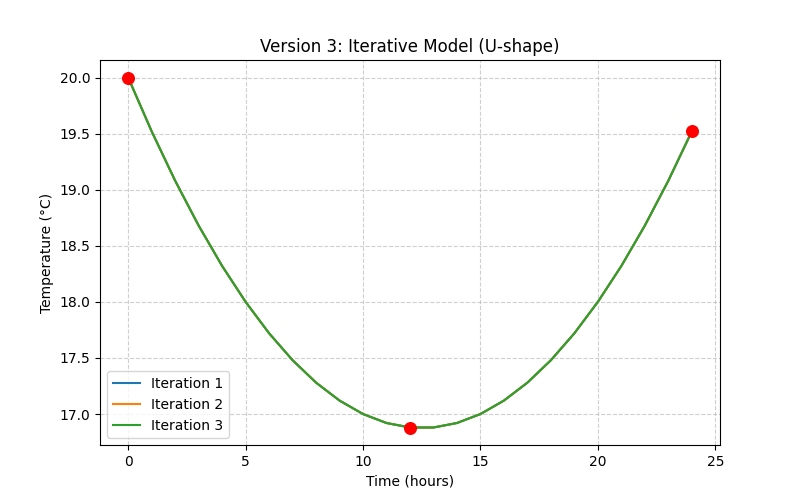 Version 3: Iterative Model (U-shape)
20.0
19.5
19.0
18.5
18.0
17.5
17.0
Temperature (°C)
Iteration 1
Iteration 2
Iteration 3
0 5 10 15 20 25
Time (hours)